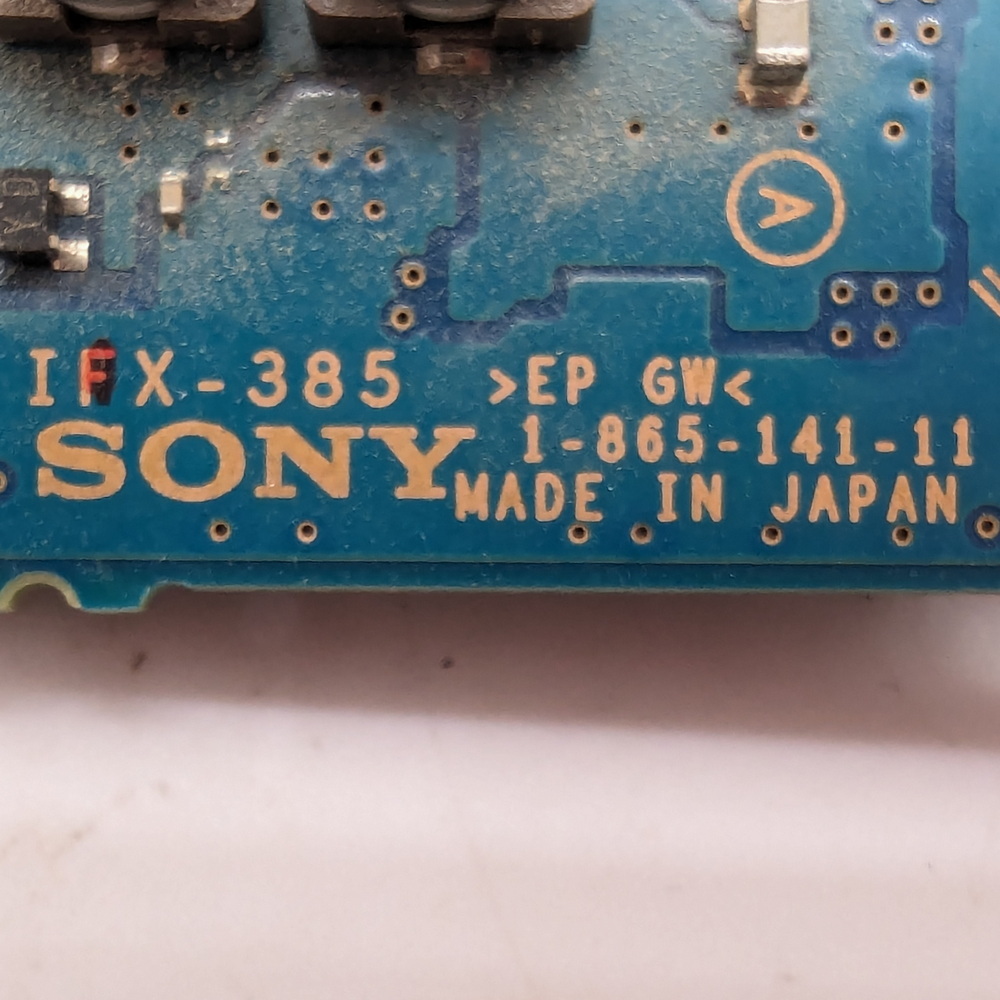 A
IFX-385 >EP GW<
SONY 1-865-141-11
MADE IN JAPAN